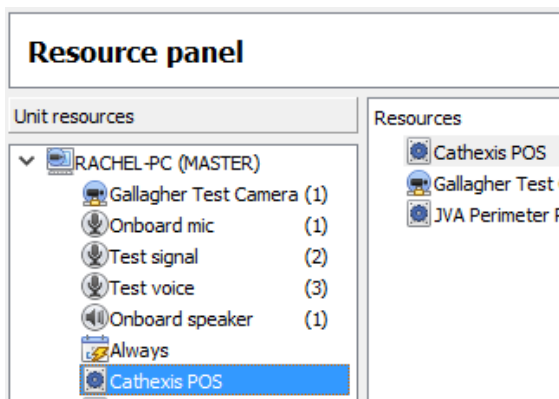 Resource panel
Unit resources
RACHEL-PC (MASTER)
Gallagher Test Camera (1)
Onboard mic (1)
Test signal (2)
Test voice (3)
Onboard speaker (1)
Always
Cathexis POS
Resources
Cathexis POS
Gallagher Test
JVA Perimeter